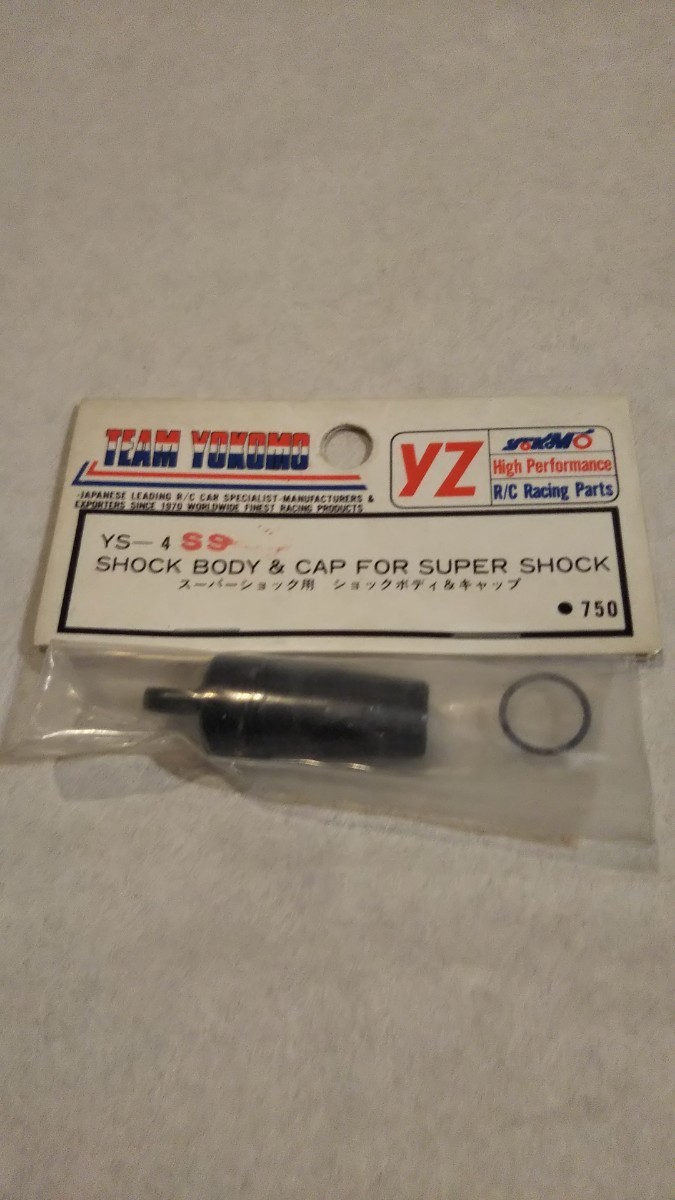 TEAM YOKOMO
-JAPANESE LEADING R/C CAR SPECIALIST-MANUFACTURERS &
EXPORTERS SINCE 1970 WORLDWIDE FINEST RACING PRODUCTS
YZ
YOKOMO
High Performance
R/C Racing Parts
YS-4 SS
SHOCK BODY & CAP FOR SUPER SHOCK
スーパーショック用 ショックボディ&キャップ
● 750